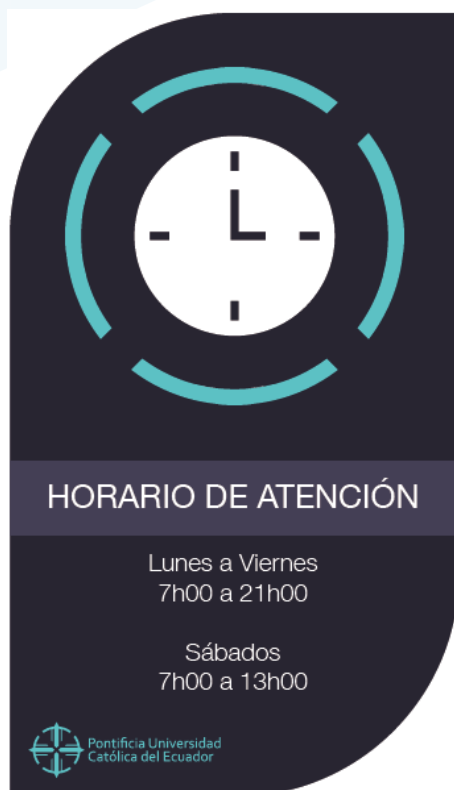 HORARIO DE ATENCIÓN
Lunes a Viernes
7h00 a 21h00
Sábados
7h00 a 13h00
Pontificia Universidad
Católica del Ecuador